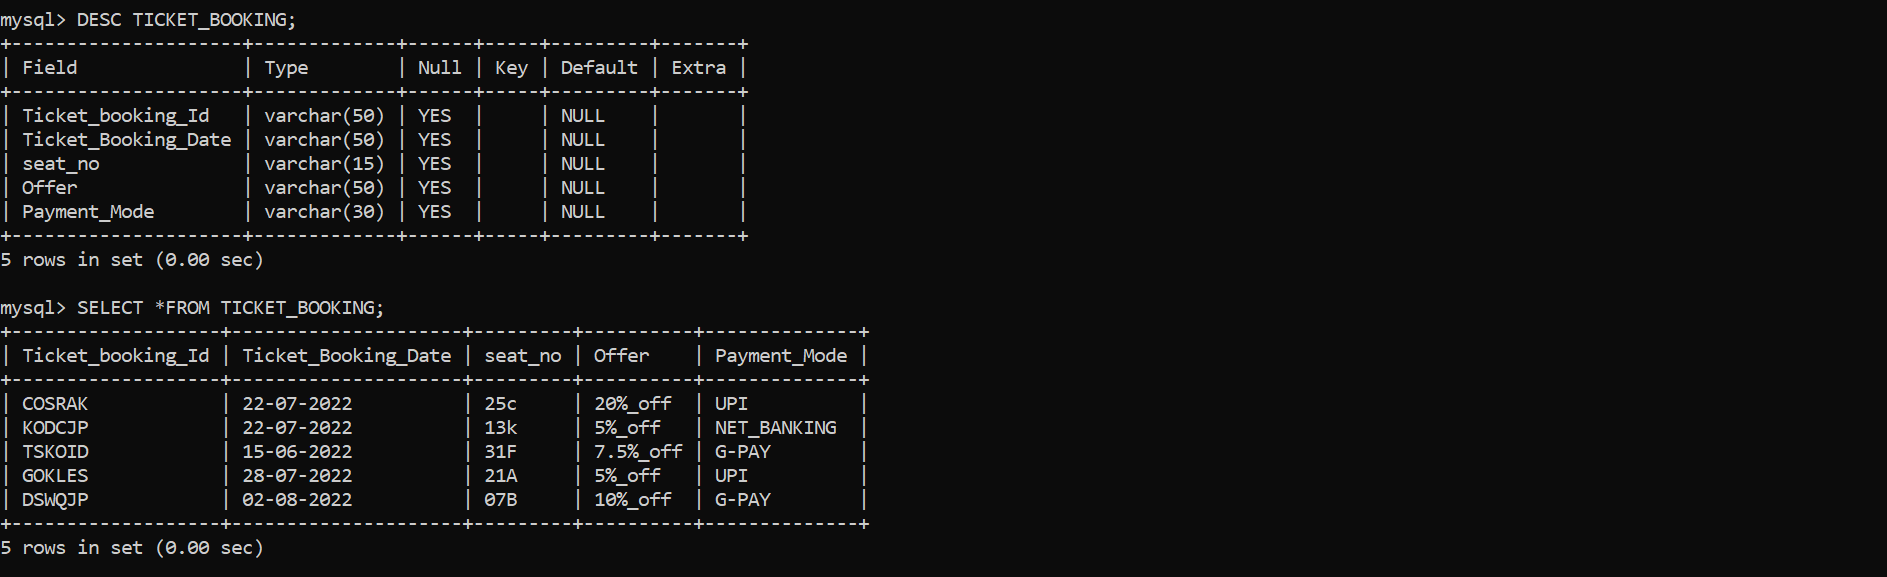 mysql> DESC TICKET_BOOKING;
+---------------------+-------------+------+-----+---------+-------+
| Field               | Type        | Null | Key | Default | Extra |
+---------------------+-------------+------+-----+---------+-------+
| Ticket_booking_Id   | varchar(50) | YES  |     | NULL    |       |
| Ticket_Booking_Date | varchar(50) | YES  |     | NULL    |       |
| seat_no             | varchar(15) | YES  |     | NULL    |       |
| Offer               | varchar(50) | YES  |     | NULL    |       |
| Payment_Mode        | varchar(30) | YES  |     | NULL    |       |
+---------------------+-------------+------+-----+---------+-------+
5 rows in set (0.00 sec)

mysql> SELECT *FROM TICKET_BOOKING;
+-------------------+---------------------+---------+----------+--------------+
| Ticket_booking_Id | Ticket_Booking_Date | seat_no | Offer    | Payment_Mode |
+-------------------+---------------------+---------+----------+--------------+
| COSRAK            | 22-07-2022          | 25c     | 20%_off  | UPI          |
| KODCJP            | 22-07-2022          | 13k     | 5%_off   | NET_BANKING  |
| TSKOID            | 15-06-2022          | 31F     | 7.5%_off | G-PAY        |
| GOKLES            | 28-07-2022          | 21A     | 5%_off   | UPI          |
| DSWQJP            | 02-08-2022          | 07B     | 10%_off  | G-PAY        |
+-------------------+---------------------+---------+----------+--------------+
5 rows in set (0.00 sec)